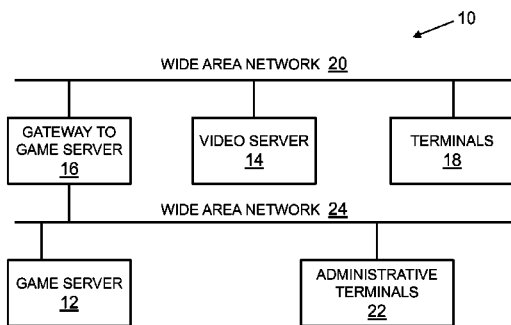 10
WIDE AREA NETWORK 20
GATEWAY TO
GAME SERVER
16
VIDEO SERVER
14
TERMINALS
18
WIDE AREA NETWORK 24
GAME SERVER
12
ADMINISTRATIVE
TERMINALS
22